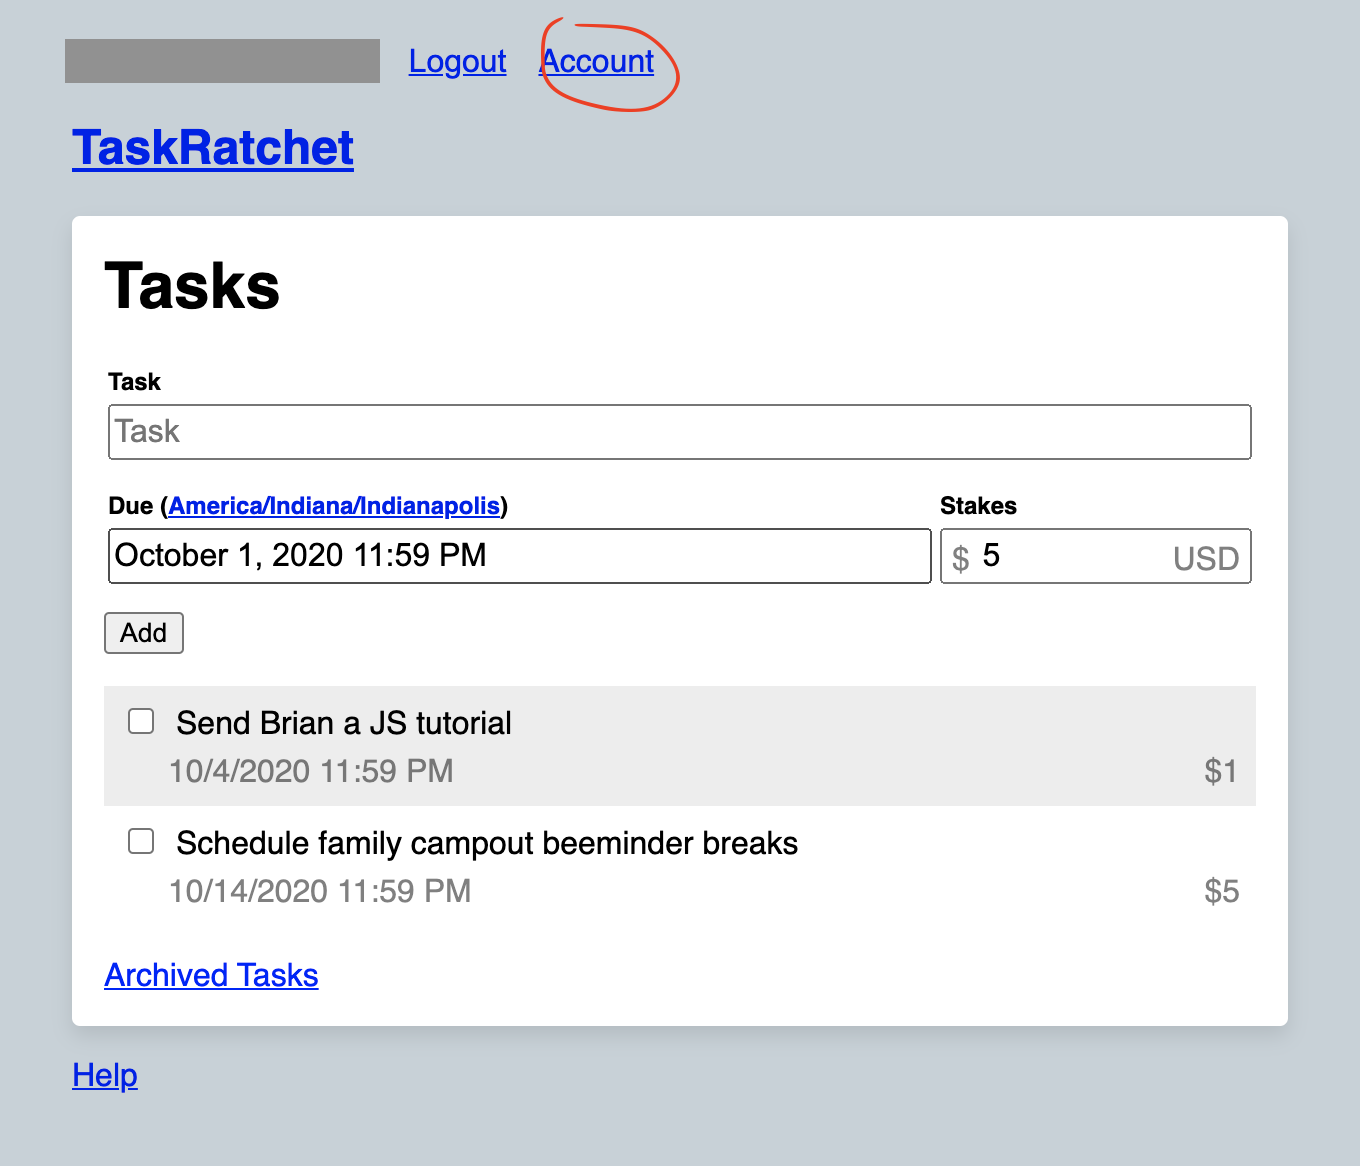 Logout Account
TaskRatchet
Tasks
Task
Task
Due (America/Indiana/Indianapolis) Stakes
October 1, 2020 11:59 PM $ 5 USD
Add
Send Brian a JS tutorial
10/4/2020 11:59 PM $1
Schedule family campout beeminder breaks
10/14/2020 11:59 PM $5
Archived Tasks
Help